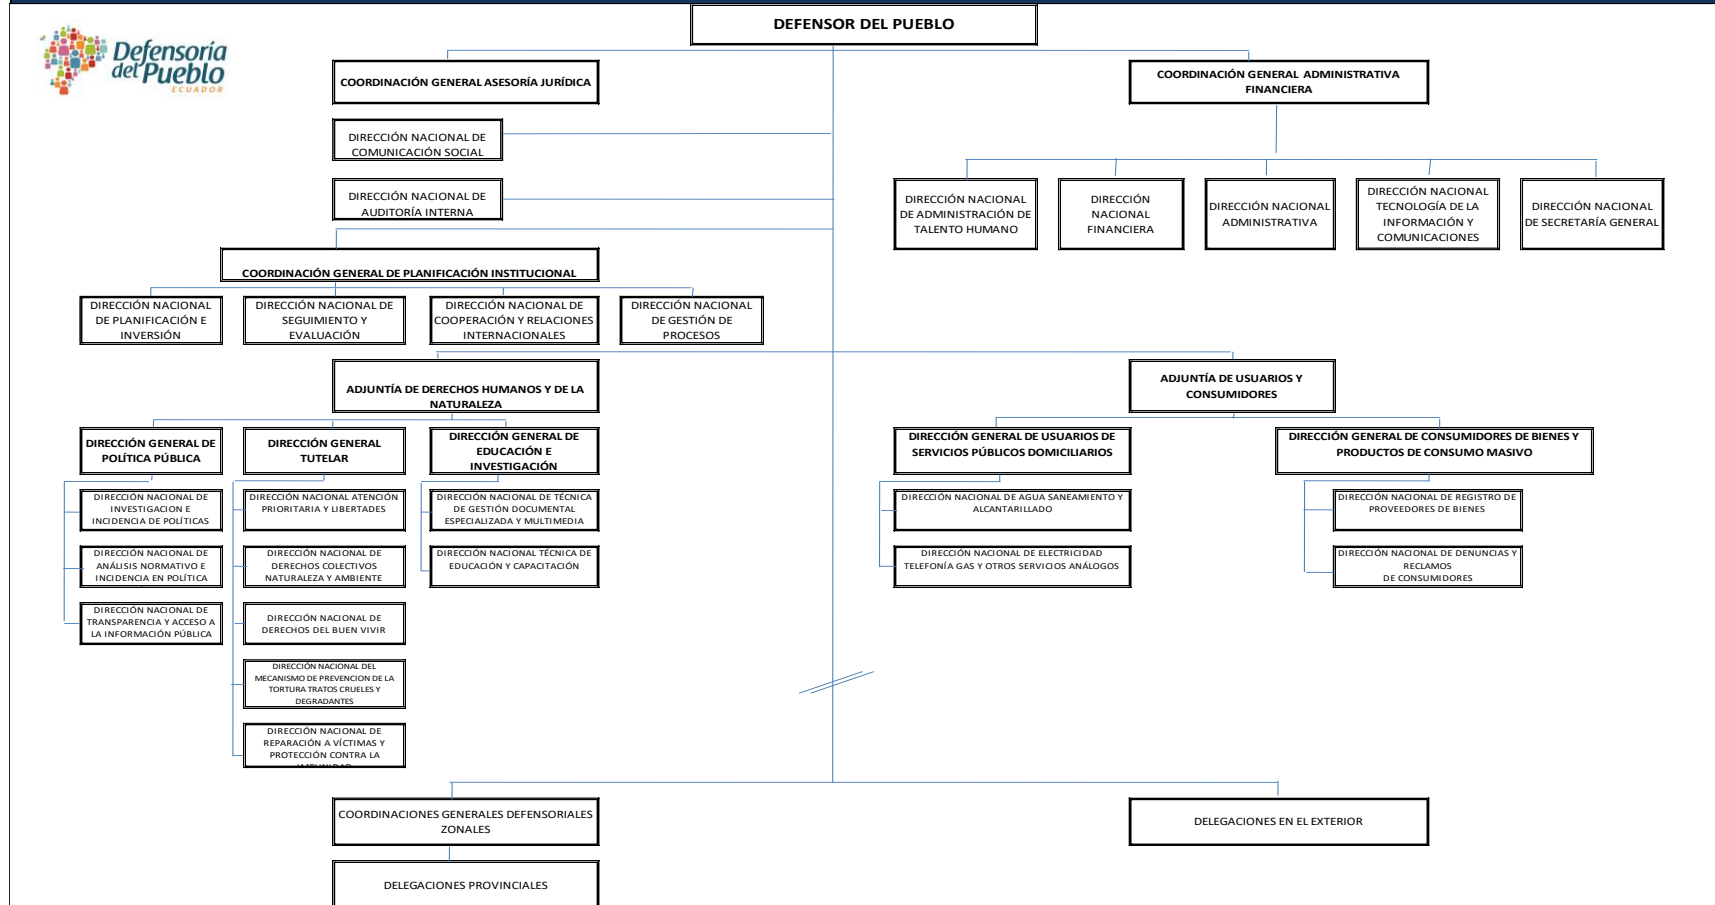 DEFENSOR DEL PUEBLO
Defensoría
del Pueblo
ECUADOR
COORDINACIÓN GENERAL ASESORÍA JURÍDICA
COORDINACIÓN GENERAL ADMINISTRATIVA
FINANCIERA
DIRECCIÓN NACIONAL DE
COMUNICACIÓN SOCIAL
DIRECCIÓN NACIONAL DE
AUDITORÍA INTERNA
DIRECCIÓN NACIONAL
DE ADMINISTRACIÓN DE
TALENTO HUMANO
DIRECCIÓN
NACIONAL
FINANCIERA
DIRECCIÓN NACIONAL
ADMINISTRATIVA
DIRECCIÓN NACIONAL
TECNOLOGÍA DE LA
INFORMACIÓN Y
COMUNICACIONES
DIRECCIÓN NACIONAL
DE SECRETARÍA GENERAL
COORDINACIÓN GENERAL DE PLANIFICACIÓN INSTITUCIONAL
DIRECCIÓN NACIONAL
DE PLANIFICACIÓN E
INVERSIÓN
DIRECCIÓN NACIONAL DE
SEGUIMIENTO Y
EVALUACIÓN
DIRECCIÓN NACIONAL DE
COOPERACIÓN Y RELACIONES
INTERNACIONALES
DIRECCIÓN NACIONAL
DE GESTIÓN DE
PROCESOS
ADJUNTÍA DE DERECHOS HUMANOS Y DE LA
NATURALEZA
ADJUNTÍA DE USUARIOS Y
CONSUMIDORES
DIRECCIÓN GENERAL DE
POLÍTICA PÚBLICA
DIRECCIÓN GENERAL
TUTELAR
DIRECCIÓN GENERAL DE
EDUCACIÓN E
INVESTIGACIÓN
DIRECCIÓN GENERAL DE USUARIOS DE
SERVICIOS PÚBLICOS DOMICILIARIOS
DIRECCIÓN GENERAL DE CONSUMIDORES DE BIENES Y
PRODUCTOS DE CONSUMO MASIVO
DIRECCIÓN NACIONAL DE
INVESTIGACION E
INCIDENCIA DE POLÍTICAS
DIRECCIÓN NACIONAL ATENCIÓN
PRIORITARIA Y LIBERTADES
DIRECCIÓN NACIONAL DE TÉCNICA
DE GESTIÓN DOCUMENTAL
ESPECIALIZADA Y MULTIMEDIA
DIRECCIÓN NACIONAL DE AGUA SANEAMIENTO Y
ALCANTARILLADO
DIRECCIÓN NACIONAL DE REGISTRO DE
PROVEEDORES DE BIENES
DIRECCIÓN NACIONAL DE
ANÁLISIS NORMATIVO E
INCIDENCIA EN POLÍTICA
DIRECCIÓN NACIONAL DE
DERECHOS COLECTIVOS
NATURALEZA Y AMBIENTE
DIRECCIÓN NACIONAL TÉCNICA DE
EDUCACIÓN Y CAPACITACIÓN
DIRECCIÓN NACIONAL DE ELECTRICIDAD
TELEFONÍA GAS Y OTROS SERVICIOS ANÁLOGOS
DIRECCIÓN NACIONAL DE DENUNCIAS Y
RECLAMOS
DE CONSUMIDORES
DIRECCIÓN NACIONAL DE
TRANSPARENCIA Y ACCESO A
LA INFORMACIÓN PÚBLICA
DIRECCIÓN NACIONAL DE
DERECHOS DEL BUEN VIVIR
DIRECCIÓN NACIONAL DEL
MECANISMO DE PREVENCION DE LA
TORTURA TRATOS CRUELES Y
DEGRADANTES
DIRECCIÓN NACIONAL DE
REPARACIÓN A VÍCTIMAS Y
PROTECCIÓN CONTRA LA
IMPUNIDAD
COORDINACIONES GENERALES DEFENSORIALES
ZONALES
DELEGACIONES EN EL EXTERIOR
DELEGACIONES PROVINCIALES